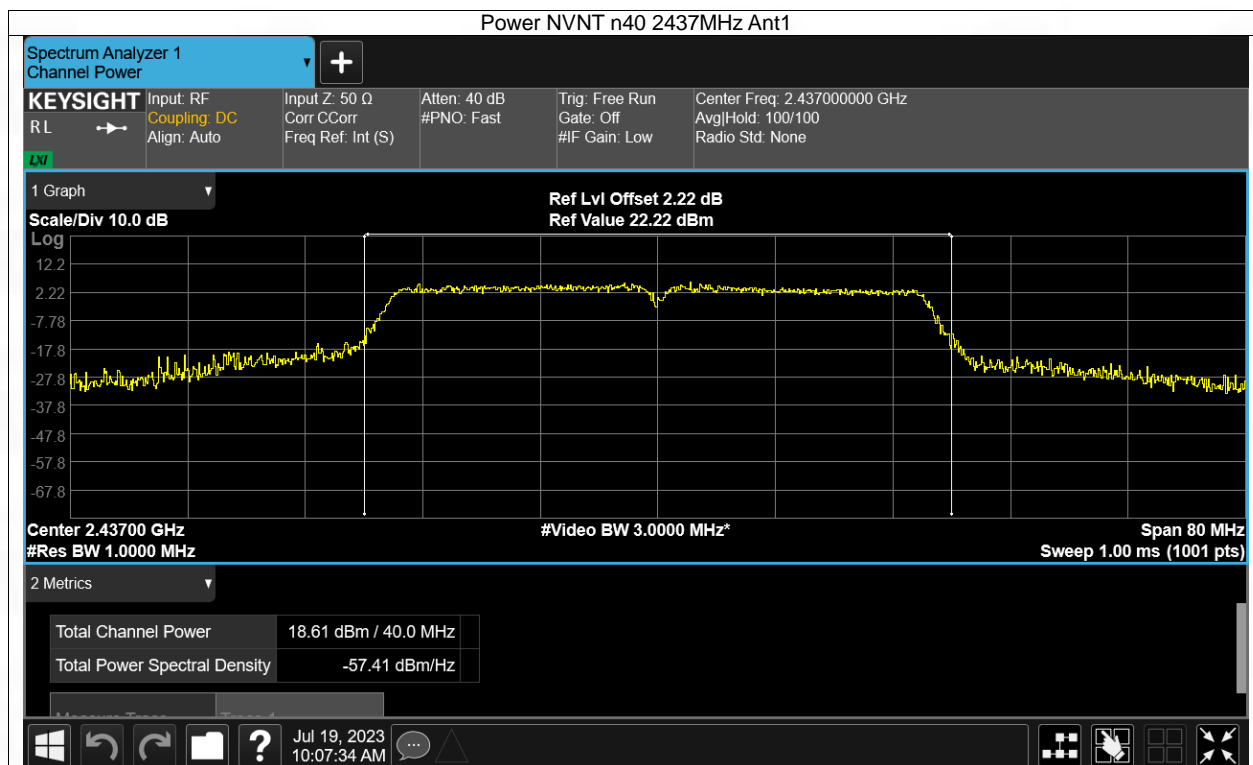 Power NVNT n40 2437MHz Ant1
Spectrum Analyzer 1
Channel Power
KEYSIGHT
R L
LXI
Input: RF
Coupling: DC
Align: Auto
Input Z: 50 Ω
Corr CCorr
Freq Ref: Int (S)
Atten: 40 dB
#PNO: Fast
Trig: Free Run
Gate: Off
#IF Gain: Low
Center Freq: 2.437000000 GHz
Avg|Hold: 100/100
Radio Std: None
1 Graph
Scale/Div 10.0 dB
Ref Lvl Offset 2.22 dB
Ref Value 22.22 dBm
Log
12.2
2.22
-7.78
-17.8
-27.8
-37.8
-47.8
-57.8
-67.8
Center 2.43700 GHz
#Res BW 1.0000 MHz
#Video BW 3.0000 MHz*
Span 80 MHz
Sweep 1.00 ms (1001 pts)
2 Metrics
Total Channel Power 18.61 dBm / 40.0 MHz
Total Power Spectral Density -57.41 dBm/Hz
Measure Trace Trace 1
?
Jul 19, 2023
10:07:34 AM